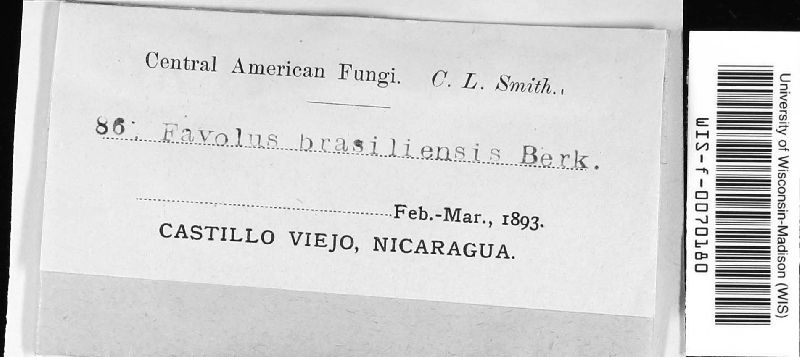 Central American Fungi. C. L. Smith.
86. Favolus brasiliensis Berk.
Feb.-Mar., 1893.
CASTILLO VIEJO, NICARAGUA.
University of Wisconsin-Madison (WIS)
WIS-f-0070180